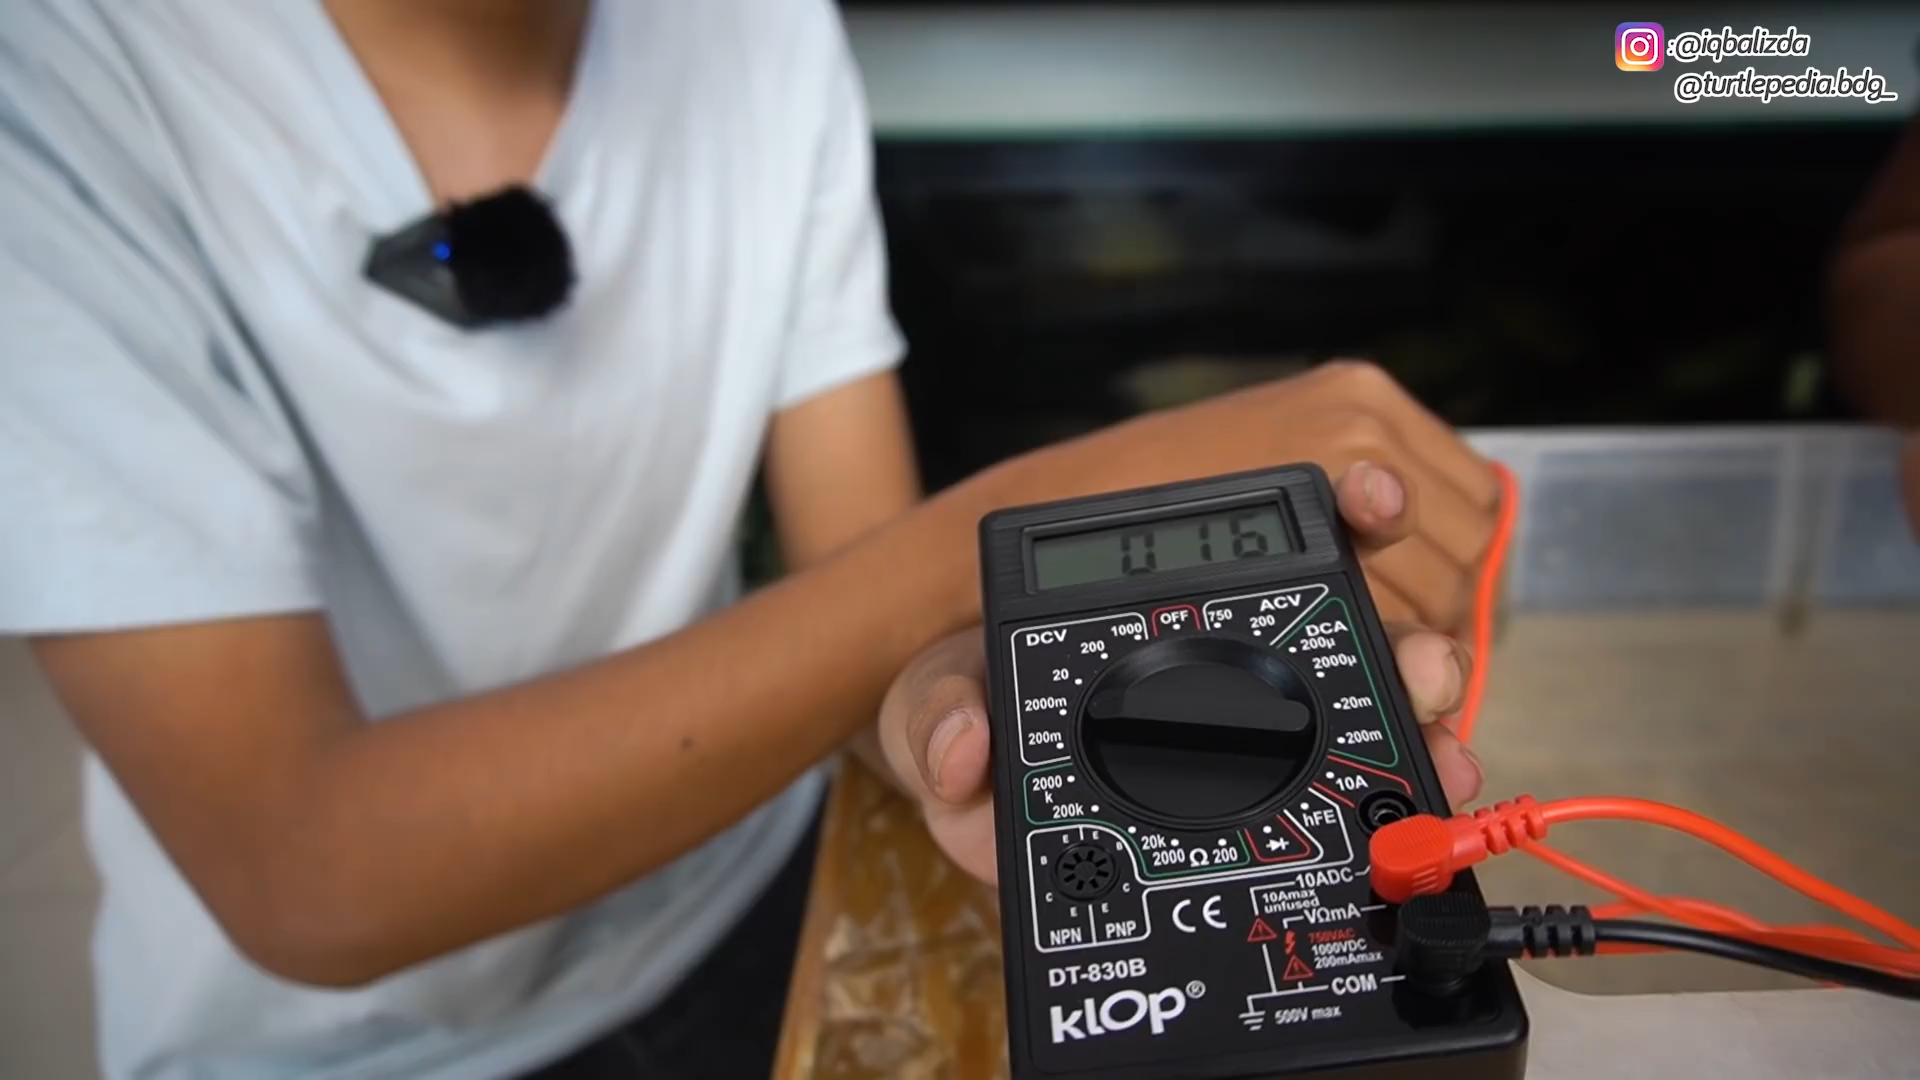 :@iqbalizda
@turtlepedia.bdg_
016
OFF
DCV
1000
750
ACV
200
200
DCA
200µ
20
2000µ
2000m
20m
200m
200m
2000
k
10A
200k
hFE
20k
2000 Ω 200
E E
B B
C C
E E
NPN PNP
CE
10ADC
10Amax
unfused
VΩmA
750VAC
1000VDC
200mAmax
COM
500V max
DT-830B
klOp®